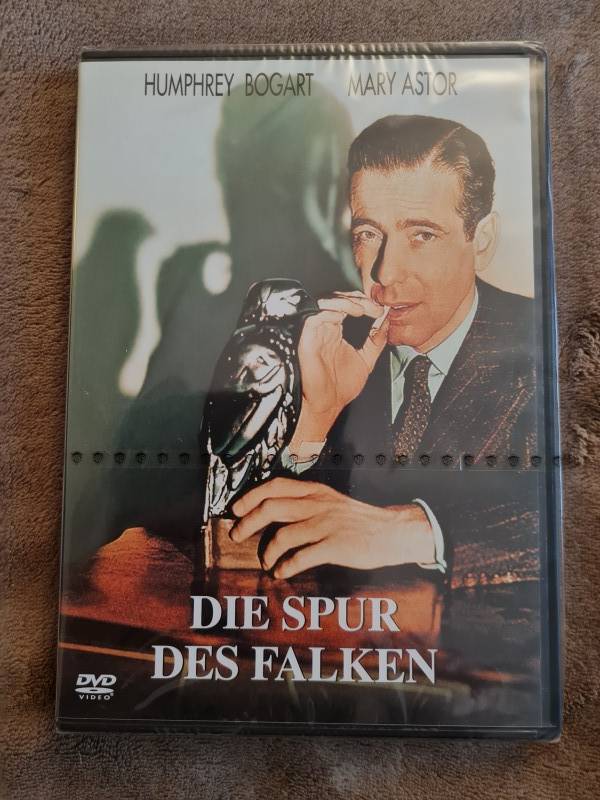 HUMPHREY BOGART MARY ASTOR
DIE SPUR
DES FALKEN
DVD
VIDEO